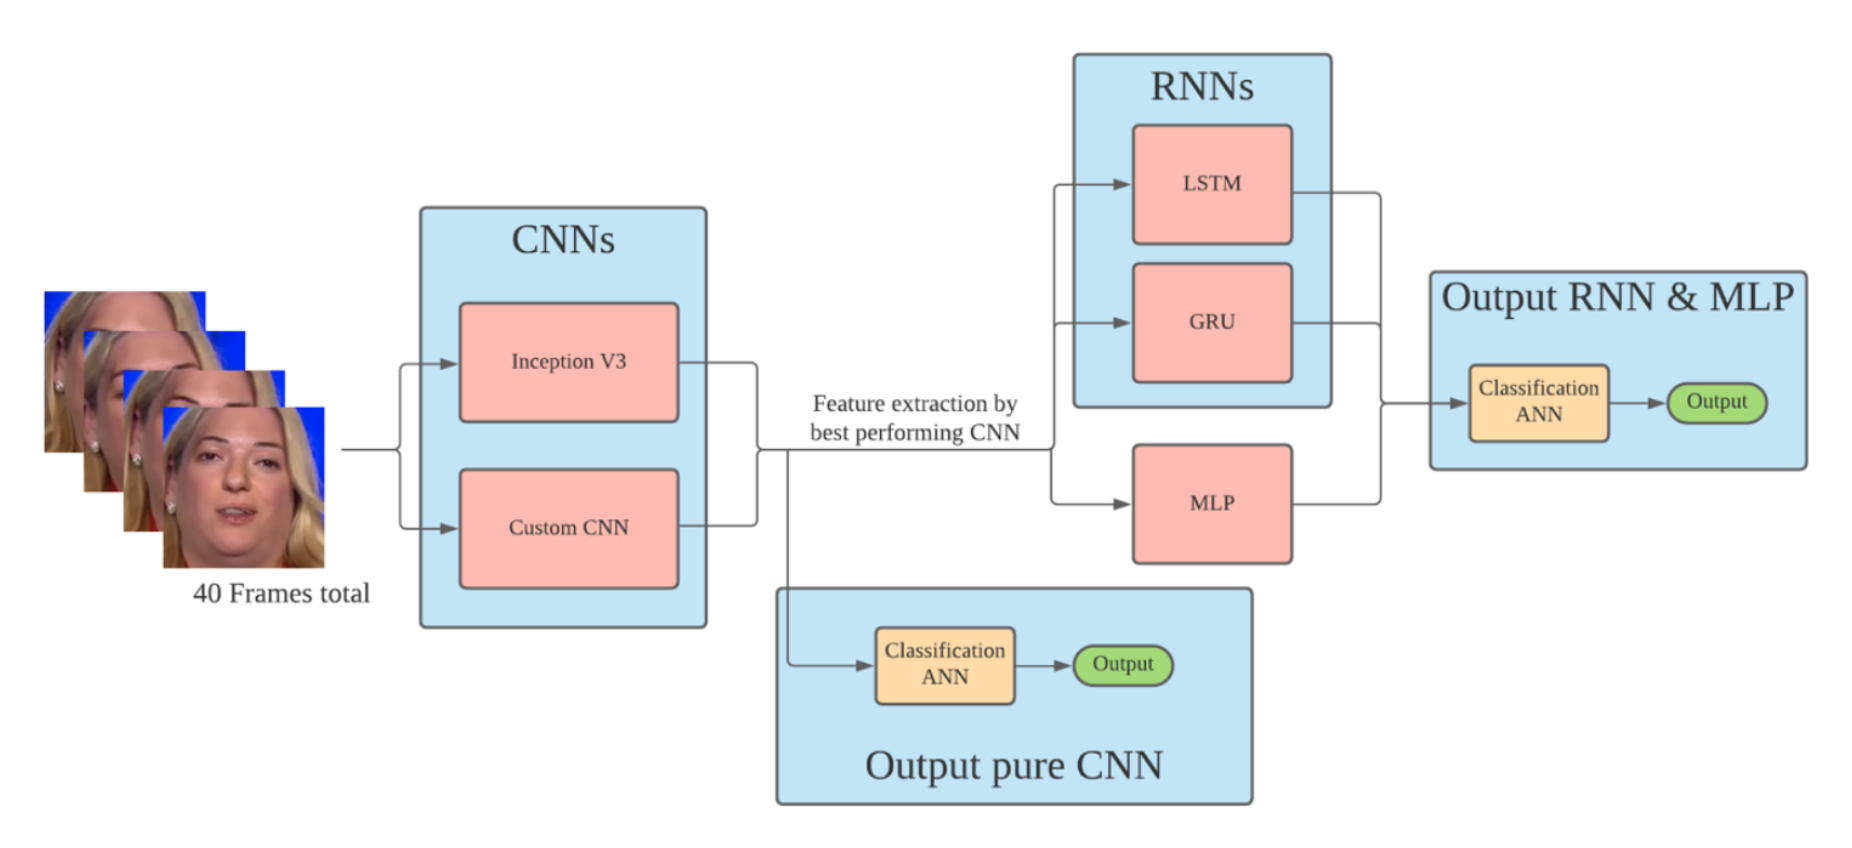 40 Frames total
CNNs
Inception V3
Custom CNN
Feature extraction by
best performing CNN
RNNs
LSTM
GRU
MLP
Output RNN & MLP
Classification
ANN
Output
Classification
ANN
Output
Output pure CNN